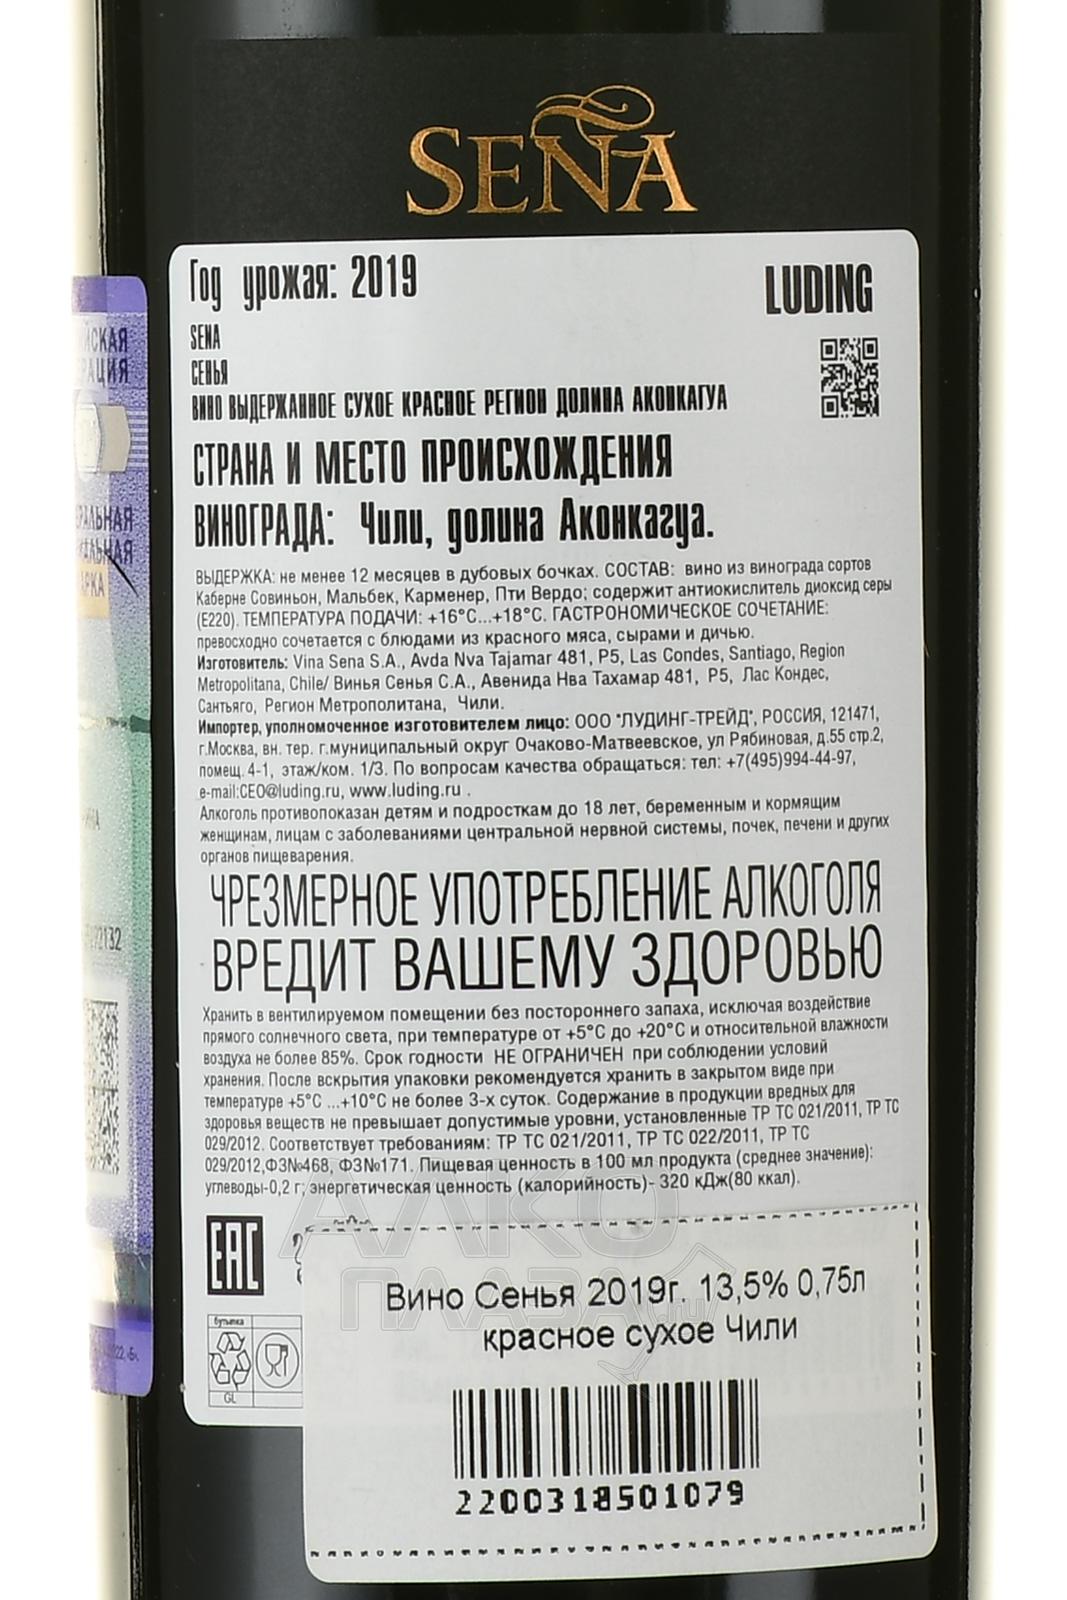 SEÑA
Год урожая: 2019
LUDING
SENA
СЕНЬЯ
ВИНО ВЫДЕРЖАННОЕ СУХОЕ КРАСНОЕ РЕГИОН ДОЛИНА АКОНКАГУА
СТРАНА И МЕСТО ПРОИСХОЖДЕНИЯ
ВИНОГРАДА: Чили, долина Аконкагуа.
ВЫДЕРЖКА: не менее 12 месяцев в дубовых бочках. СОСТАВ: вино из винограда сортов
Каберне Совиньон, Мальбек, Карменер, Пти Вердо; содержит антиокислитель диоксид серы
(E220). ТЕМПЕРАТУРА ПОДАЧИ: +16°C...+18°C. ГАСТРОНОМИЧЕСКОЕ СОЧЕТАНИЕ:
превосходно сочетается с блюдами из красного мяса, сырами и дичью.
Изготовитель: Vina Sena S.A., Avda Nva Tajamar 481, P5, Las Condes, Santiago, Region
Metropolitana, Chile/ Винья Сенья С.А., Авенида Нва Тахамар 481, P5, Лас Кондес,
Сантьяго, Регион Метрополитана, Чили.
Импортер, уполномоченное изготовителем лицо: ООО "ЛУДИНГ-ТРЕЙД", РОССИЯ, 121471,
г.Москва, вн. тер. г.муниципальный округ Очаково-Матвеевское, ул Рябиновая, д.55 стр.2,
помещ. 4-1, этаж/ком. 1/3. По вопросам качества обращаться: тел: +7(495)994-44-97,
e-mail:CEO@luding.ru, www.luding.ru .
Алкоголь противопоказан детям и подросткам до 18 лет, беременным и кормящим
женщинам, лицам с заболеваниями центральной нервной системы, почек, печени и других
органов пищеварения.
ЧРЕЗМЕРНОЕ УПОТРЕБЛЕНИЕ АЛКОГОЛЯ
ВРЕДИТ ВАШЕМУ ЗДОРОВЬЮ
Хранить в вентилируемом помещении без постороннего запаха, исключая воздействие
прямого солнечного света, при температуре от +5°C до +20°C и относительной влажности
воздуха не более 85%. Срок годности НЕ ОГРАНИЧЕН при соблюдении условий
хранения. После вскрытия упаковки рекомендуется хранить в закрытом виде при
температуре +5°C ...+10°C не более 3-х суток. Содержание в продукции вредных для
здоровья веществ не превышает допустимые уровни, установленные ТР ТС 021/2011, ТР ТС
029/2012. Соответствует требованиям: ТР ТС 021/2011, ТР ТС 022/2011, ТР ТС
029/2012,ФЗ№468, ФЗ№171. Пищевая ценность в 100 мл продукта (среднее значение):
углеводы-0,2 г; энергетическая ценность (калорийность)- 320 кДж(80 ккал).
EAC
бутылка
GL
Вино Сенья 2019г. 13,5% 0,75л
красное сухое Чили
2200318501079
АЛКО
ПЛАЗА.ru